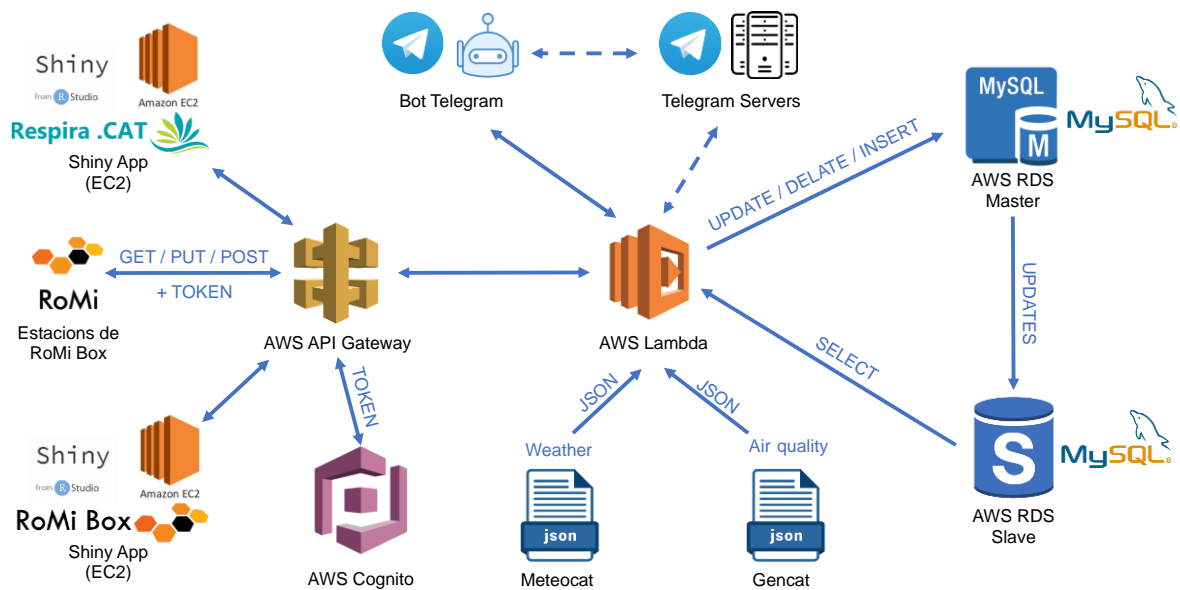 Shiny
from R Studio
Amazon EC2
Respira .CAT
Shiny App
(EC2)
Bot Telegram
Telegram Servers
MySQL
M
MySQL
AWS RDS
Master
UPDATE / DELATE / INSERT
GET / PUT / POST
+ TOKEN
RoMi
Estacions de
RoMi Box
AWS API Gateway
AWS Lambda
UPDATES
SELECT
TOKEN
JSON
JSON
Weather
Air quality
Shiny
from R Studio
Amazon EC2
RoMi Box
Shiny App
(EC2)
AWS Cognito
json
Meteocat
json
Gencat
S
MySQL
AWS RDS
Slave